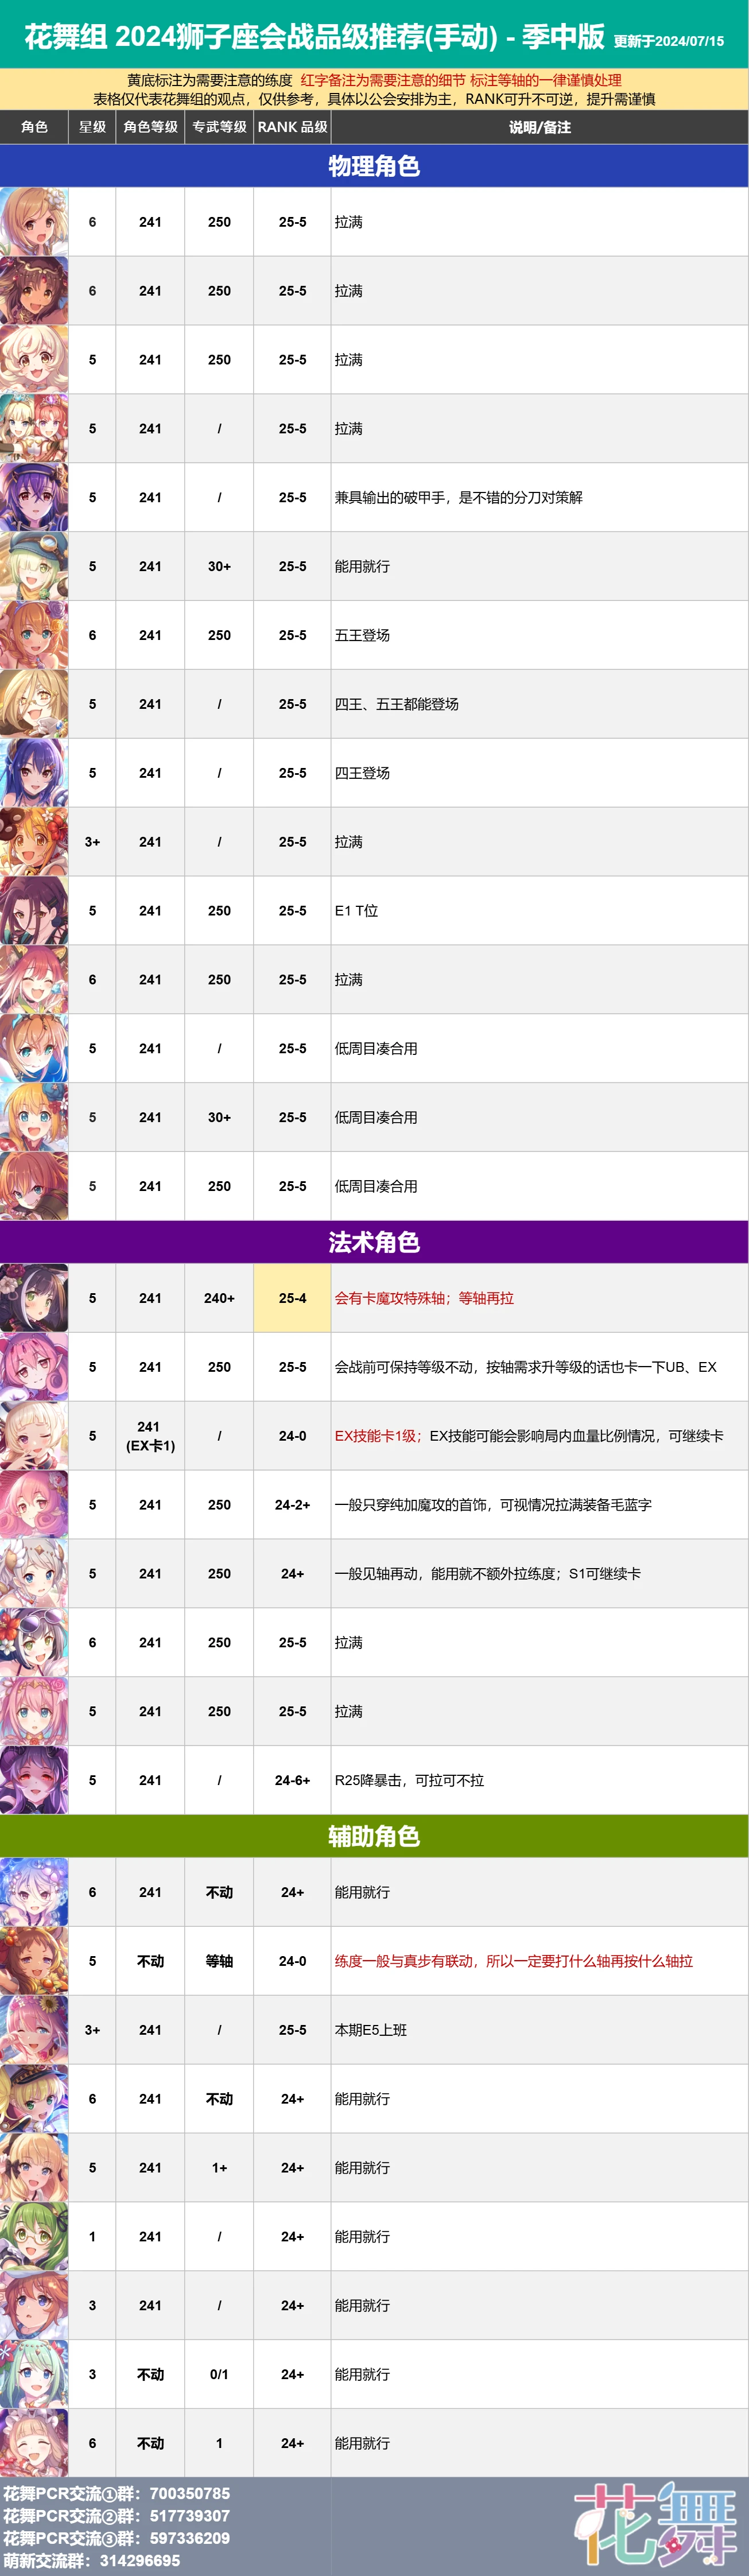 花舞组 2024狮子座会战品级推荐(手动) - 季中版 更新于2024/07/15
黄底标注为需要注意的练度 红字备注为需要注意的细节 标注等轴的一律谨慎处理
表格仅代表花舞组的观点，仅供参考，具体以公会安排为主，RANK可升不可逆，提升需谨慎
角色 星级 角色等级 专武等级 RANK 品级 说明/备注
物理角色
6 241 250 25-5 拉满
6 241 250 25-5 拉满
5 241 250 25-5 拉满
5 241 / 25-5 拉满
5 241 / 25-5 兼具输出的破甲手，是不错的分刀对策解
5 241 30+ 25-5 能用就行
6 241 250 25-5 五王登场
5 241 / 25-5 四王、五王都能登场
5 241 / 25-5 四王登场
3+ 241 / 25-5 拉满
5 241 250 25-5 E1 T位
6 241 250 25-5 拉满
5 241 / 25-5 低周目凑合用
5 241 30+ 25-5 低周目凑合用
5 241 250 25-5 低周目凑合用
法术角色
5 241 240+ 25-4 会有卡魔攻特殊轴；等轴再拉
5 241 250 25-5 会战前可保持等级不动，按轴需求升等级的话也卡一下UB、EX
5 241 (EX卡1) / 24-0 EX技能卡1级；EX技能可能会影响局内血量比例情况，可继续卡
5 241 250 24-2+ 一般只穿纯加魔攻的首饰，可视情况拉满装备毛蓝字
5 241 250 24+ 一般见轴再动，能用就不额外拉练度；S1可继续卡
6 241 250 25-5 拉满
5 241 250 25-5 拉满
5 241 / 24-6+ R25降暴击，可拉可不拉
辅助角色
6 241 不动 24+ 能用就行
5 不动 等轴 24-0 练度一般与真步有联动，所以一定要打什么轴再按什么轴拉
3+ 241 / 25-5 本期E5上班
6 241 不动 24+ 能用就行
5 241 1+ 24+ 能用就行
1 241 / 24+ 能用就行
3 241 / 24+ 能用就行
3 不动 0/1 24+ 能用就行
6 不动 1 24+ 能用就行
花舞PCR交流①群：700350785
花舞PCR交流②群：517739307
花舞PCR交流③群：597336209
萌新交流群：314296695
花舞